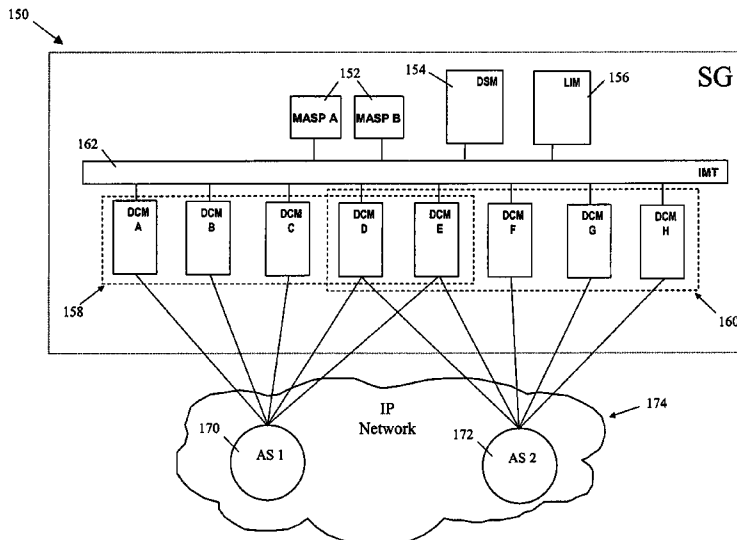 150
SG
152
154
DSM
LIM
156
MASP A
MASP B
162
IMT
DCM
A
DCM
B
DCM
C
DCM
D
DCM
E
DCM
F
DCM
G
DCM
H
158
160
IP
Network
174
170
AS 1
172
AS 2